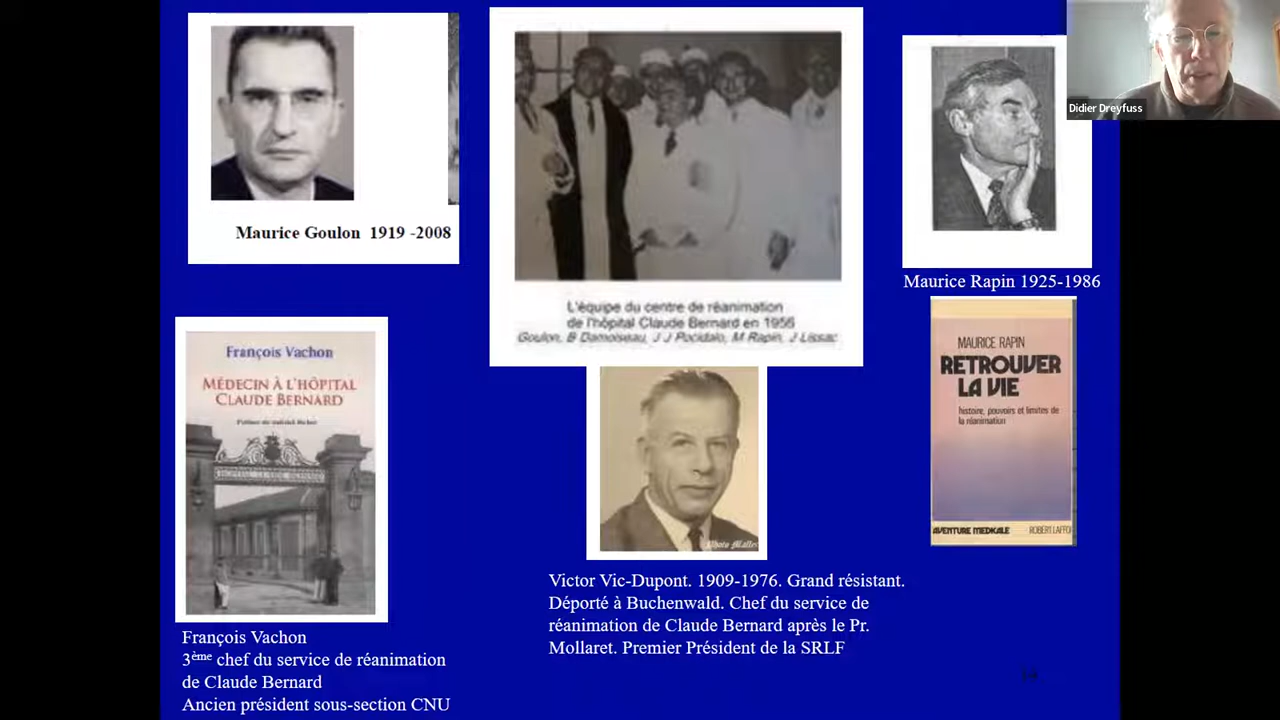 Didier Dreyfuss
Maurice Goulon 1919 -2008
L'équipe du centre de réanimation
de l'hôpital Claude Bernard en 1956
Goulon, B Damoiseau, J J Pocidalo, M Rapin, J Lissac
Maurice Rapin 1925-1986
François Vachon
MÉDECIN À L'HÔPITAL
CLAUDE BERNARD
MAURICE RAPIN
RETROUVER
LA VIE
histoire, pouvoirs et limites de
la réanimation
AVENTURE MEDICALE ROBERT LAFFO
Victor Vic-Dupont. 1909-1976. Grand résistant.
Déporté à Buchenwald. Chef du service de
réanimation de Claude Bernard après le Pr.
Mollaret. Premier Président de la SRLF
François Vachon
3ème chef du service de réanimation
de Claude Bernard
Ancien président sous-section CNU